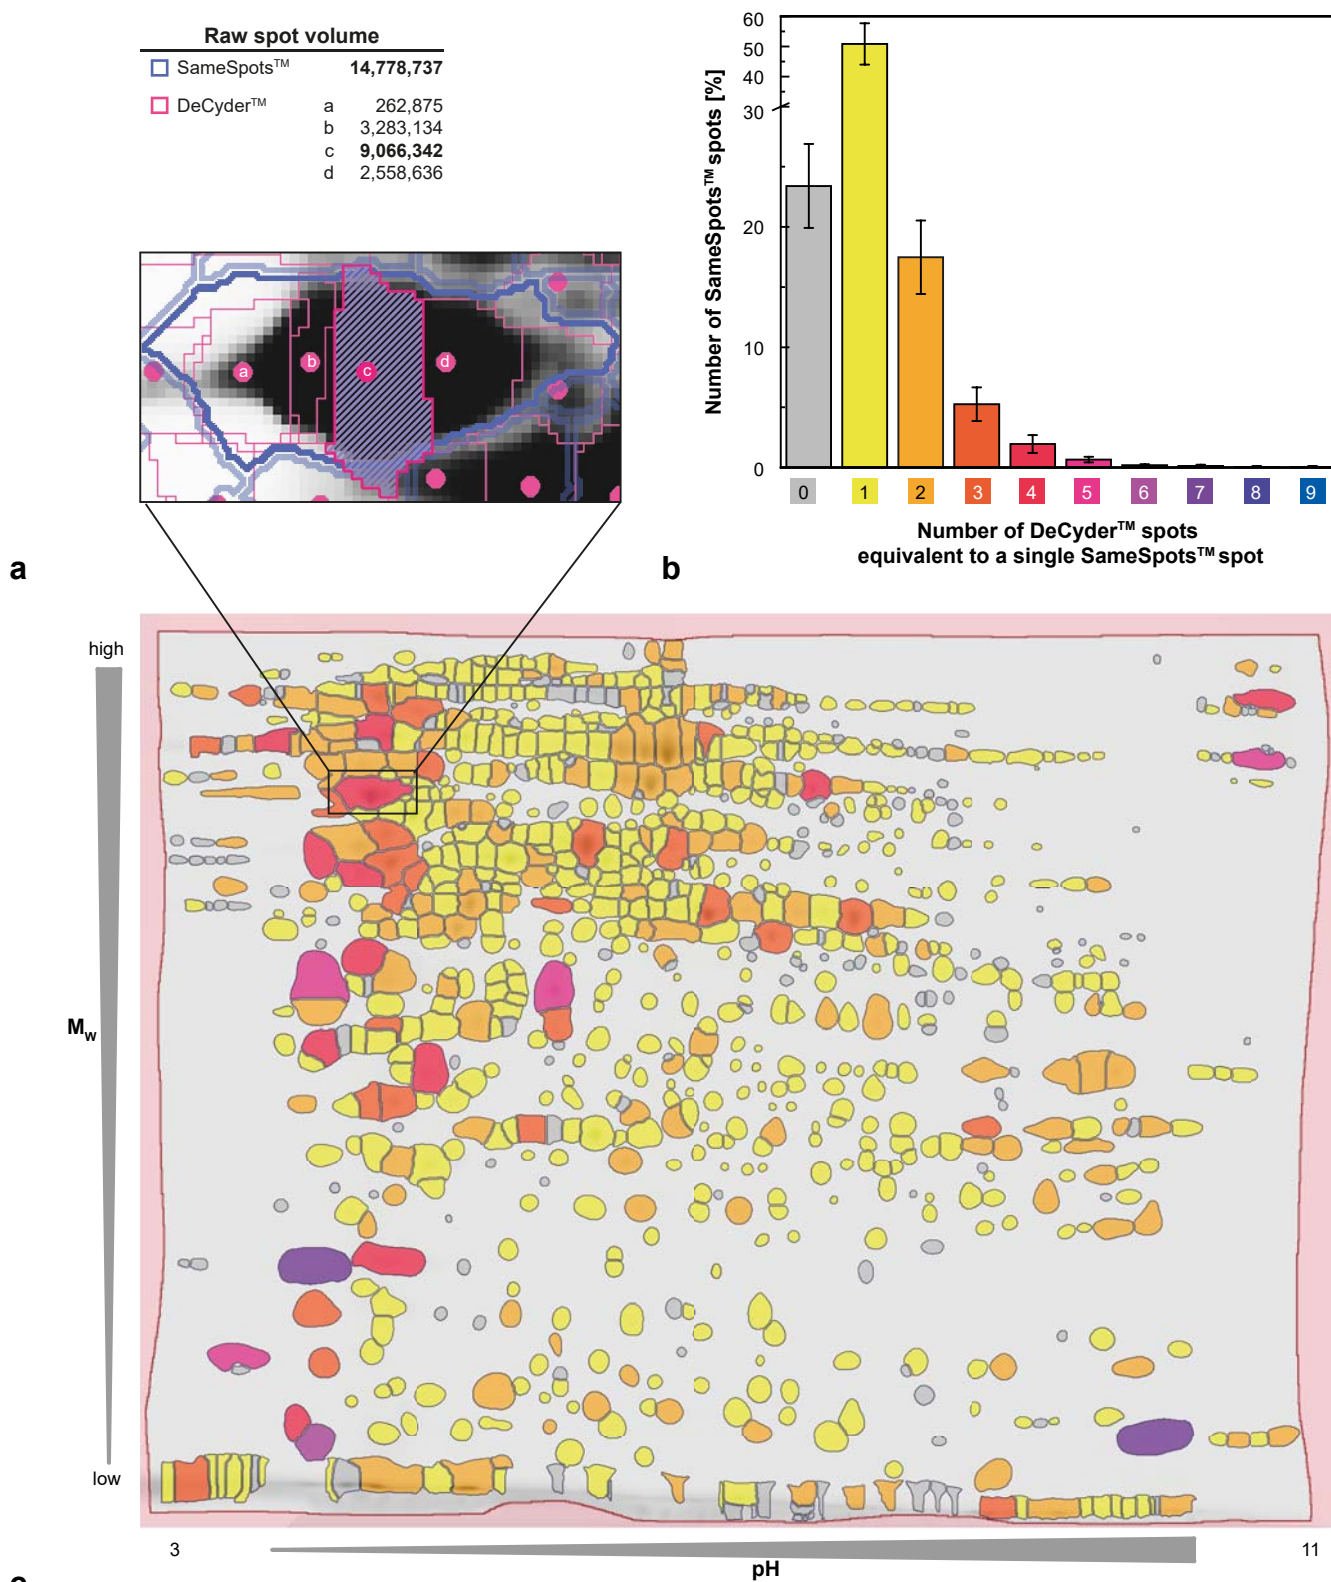 Raw spot volume
SameSpots™ 14,778,737
DeCyder™ a 262,875
b 3,283,134
c 9,066,342
d 2,558,636
a
b
c
d
a
60
50
40
30
20
10
0
Number of SameSpots™ spots [%]
0 1 2 3 4 5 6 7 8 9
Number of DeCyder™ spots
equivalent to a single SameSpots™ spot
b
high
Mw
low
3
pH
11